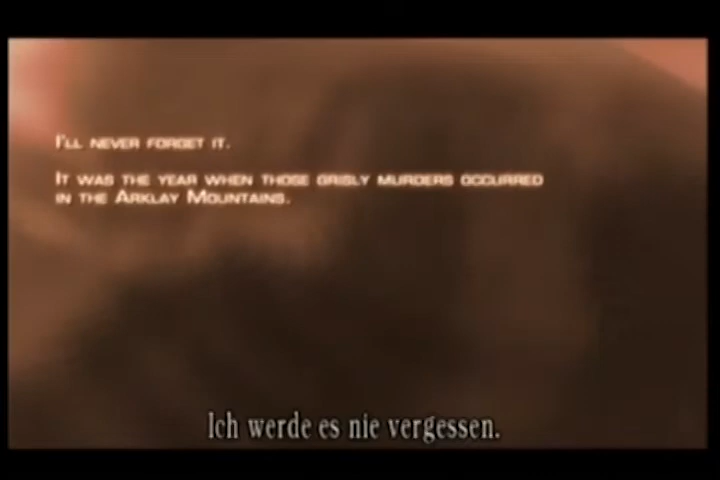 I'll never forget it.
It was the year when those grisly murders occurred
in the Arklay Mountains.
Ich werde es nie vergessen.